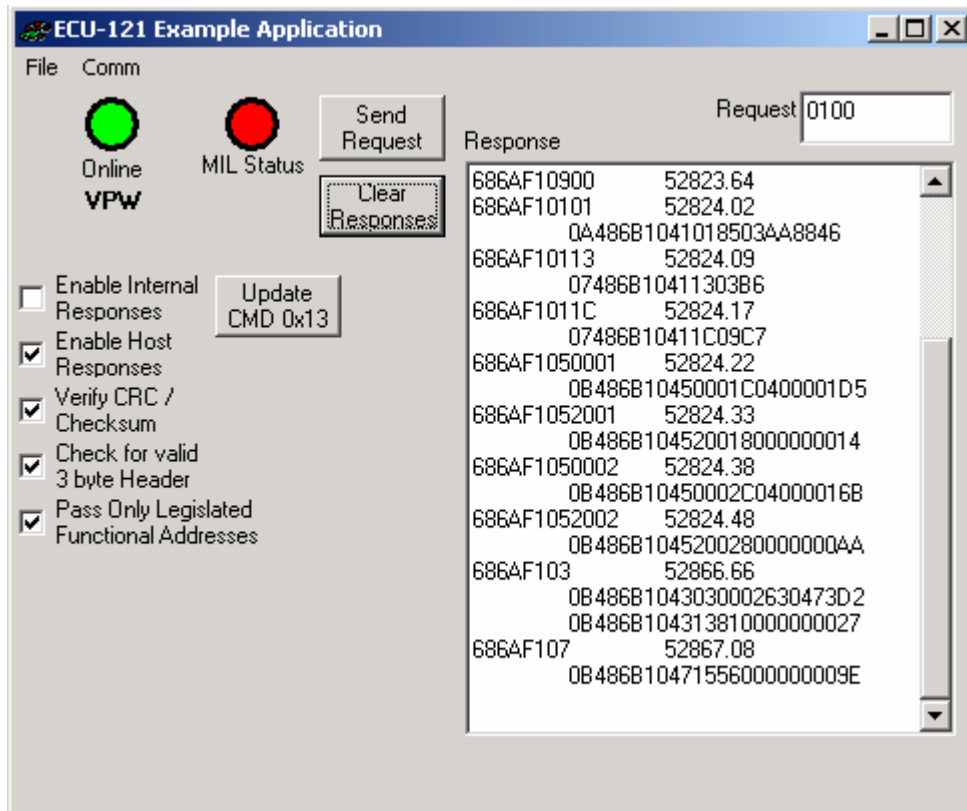 ECU-121 Example Application
File Comm
Send Request
Request 0100
Online
VPW
MIL Status
Clear Responses
Response
Enable Internal Responses
Update CMD 0x13
Enable Host Responses
Verify CRC / Checksum
Check for valid 3 byte Header
Pass Only Legislated Functional Addresses
686AF10900 52823.64
686AF10101 52824.02
0A486B1041018503AA8846
686AF10113 52824.09
07486B10411303B6
686AF1011C 52824.17
07486B10411C09C7
686AF1050001 52824.22
0B486B10450001C0400001D5
686AF1052001 52824.33
0B486B104520018000000014
686AF1050002 52824.38
0B486B10450002C04000016B
686AF1052002 52824.48
0B486B1045200280000000AA
686AF103 52866.66
0B486B1043030002630473D2
0B486B104313810000000027
686AF107 52867.08
0B486B10471556000000009E